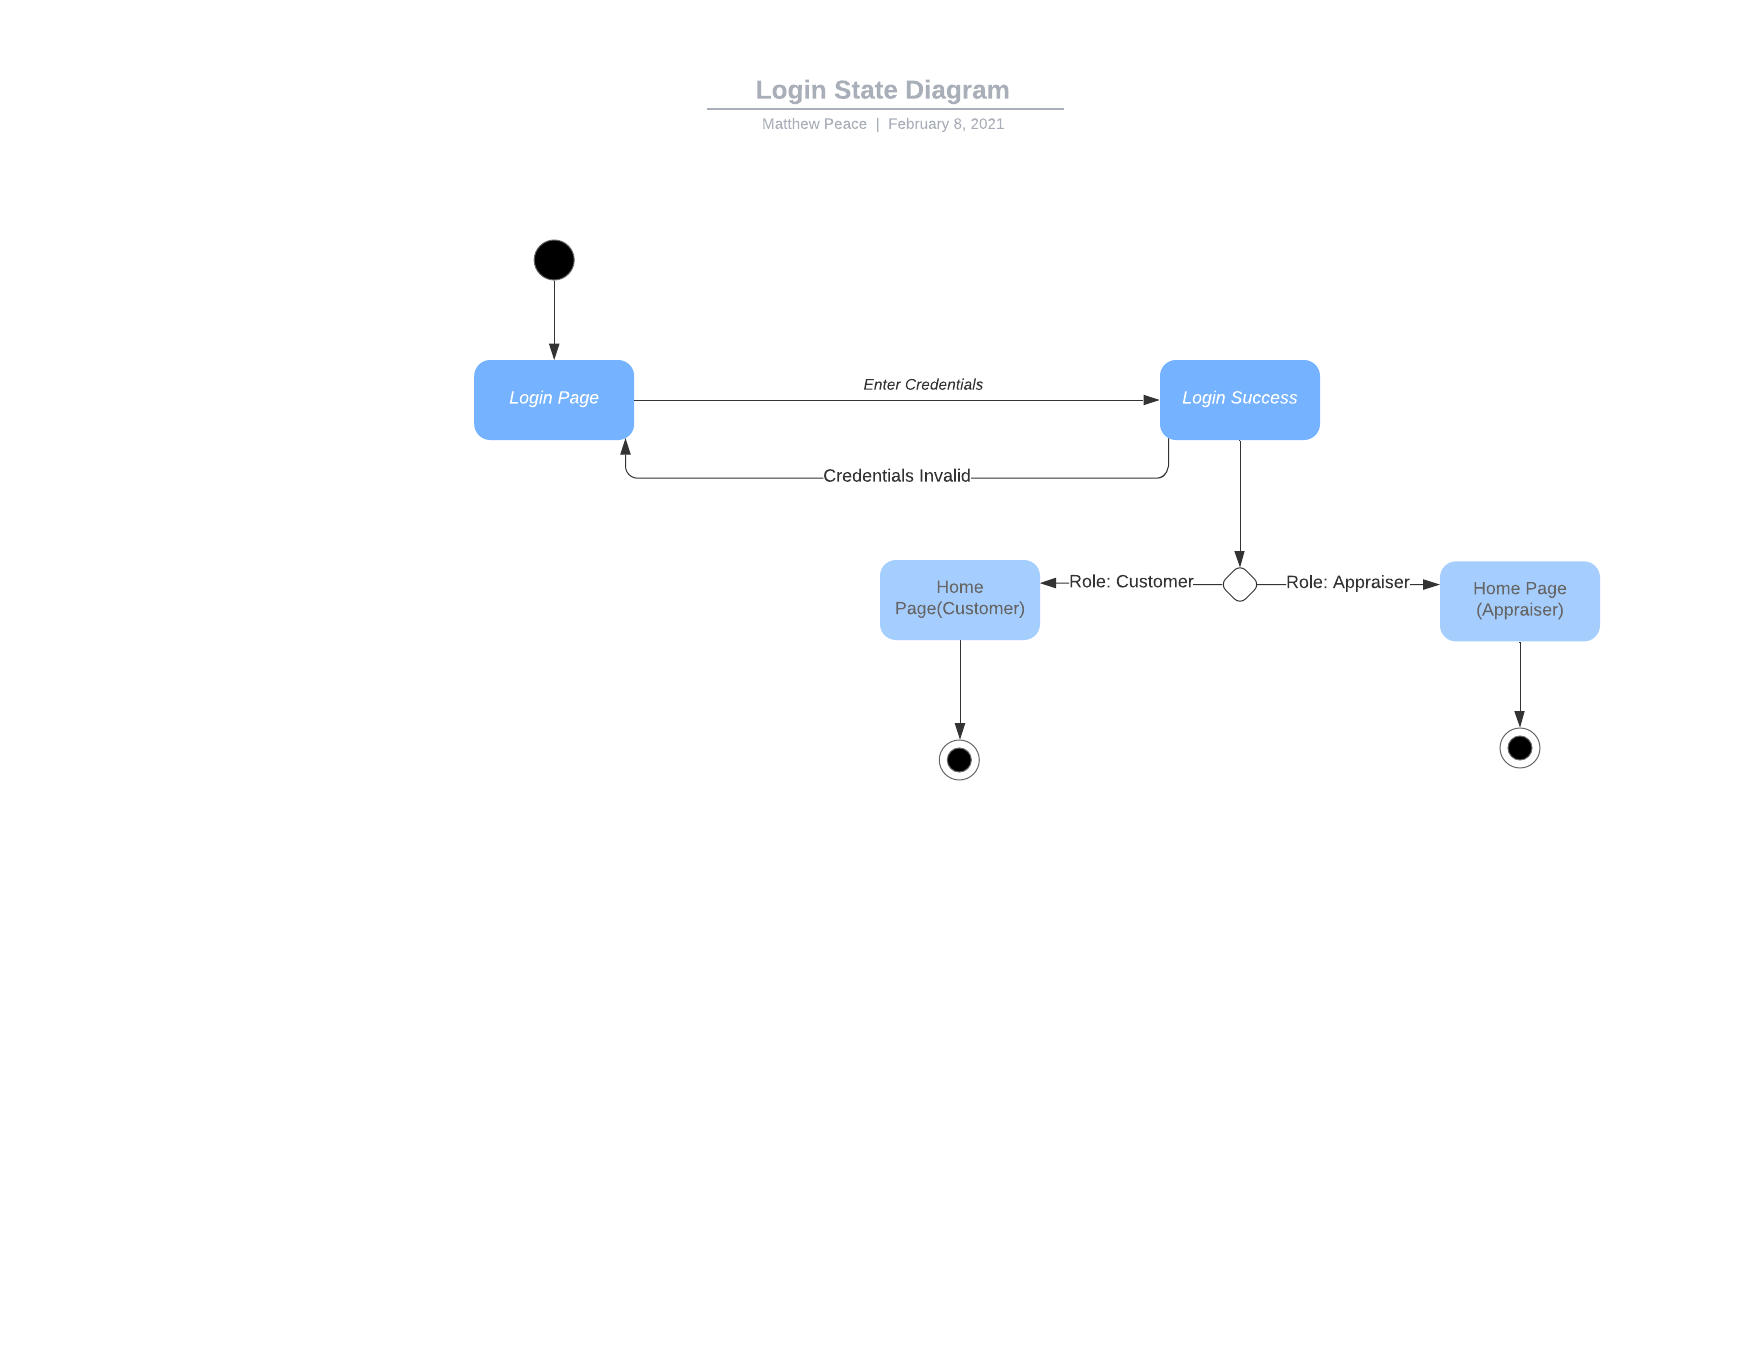 Login State Diagram
Matthew Peace | February 8, 2021
Login Page
Enter Credentials
Login Success
Credentials Invalid
Home
Page(Customer)
Role: Customer
Role: Appraiser
Home Page
(Appraiser)